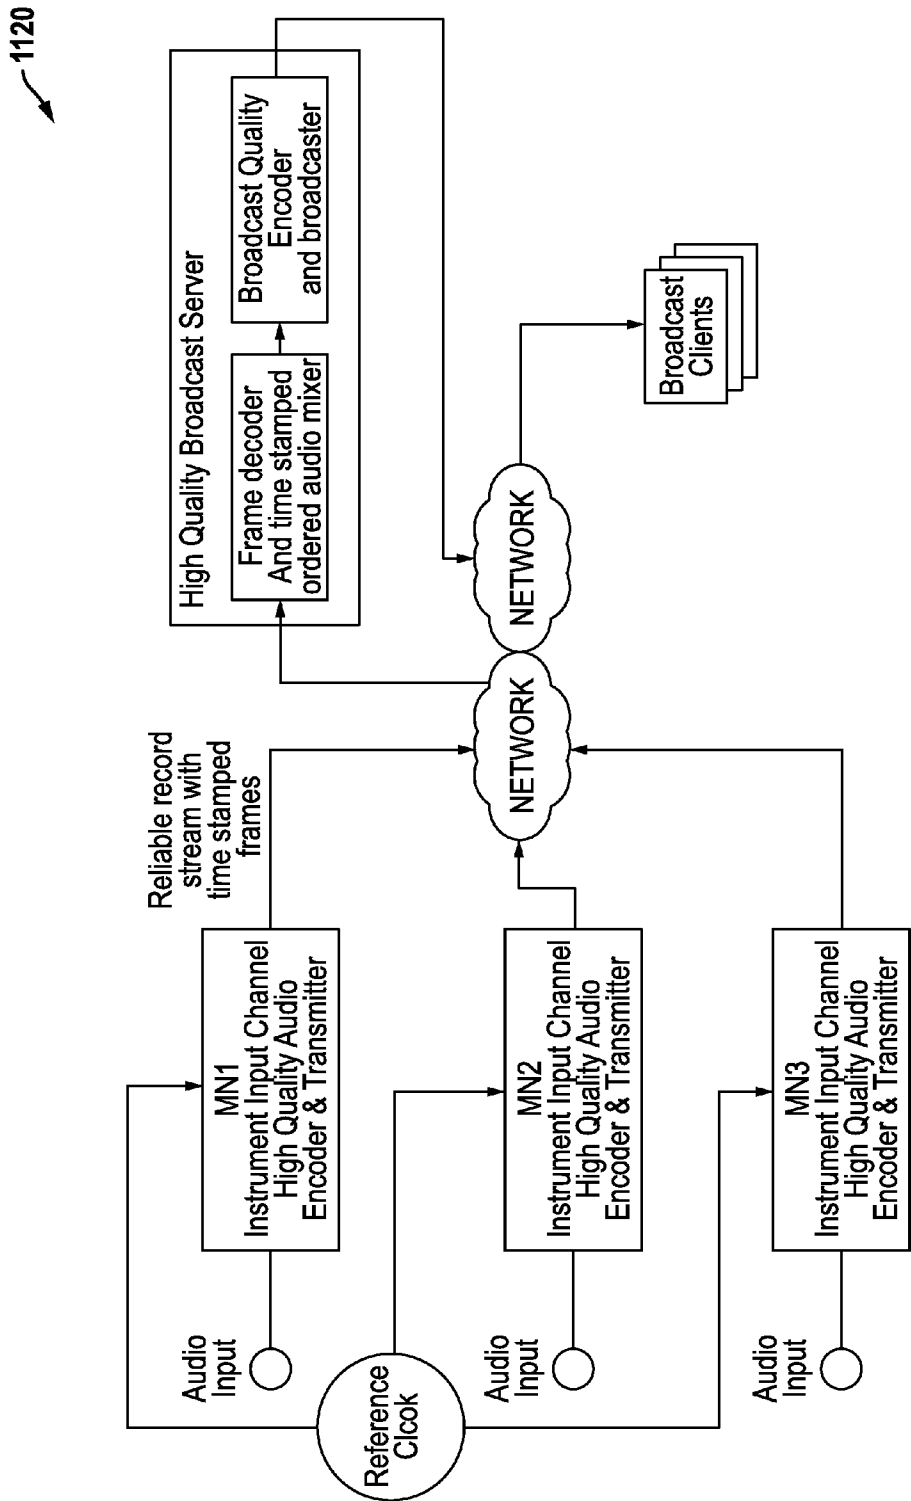 1120
High Quality Broadcast Server
Frame decoder
And time stamped
ordered audio mixer
Broadcast Quality
Encoder
and broadcaster
Reliable record
stream with
time stamped
frames
NETWORK
NETWORK
Broadcast
Clients
MN1
Instrument Input Channel
High Quality Audio
Encoder & Transmitter
MN2
Instrument Input Channel
High Quality Audio
Encoder & Transmitter
MN3
Instrument Input Channel
High Quality Audio
Encoder & Transmitter
Audio
Input
Audio
Input
Audio
Input
Reference
Clcok